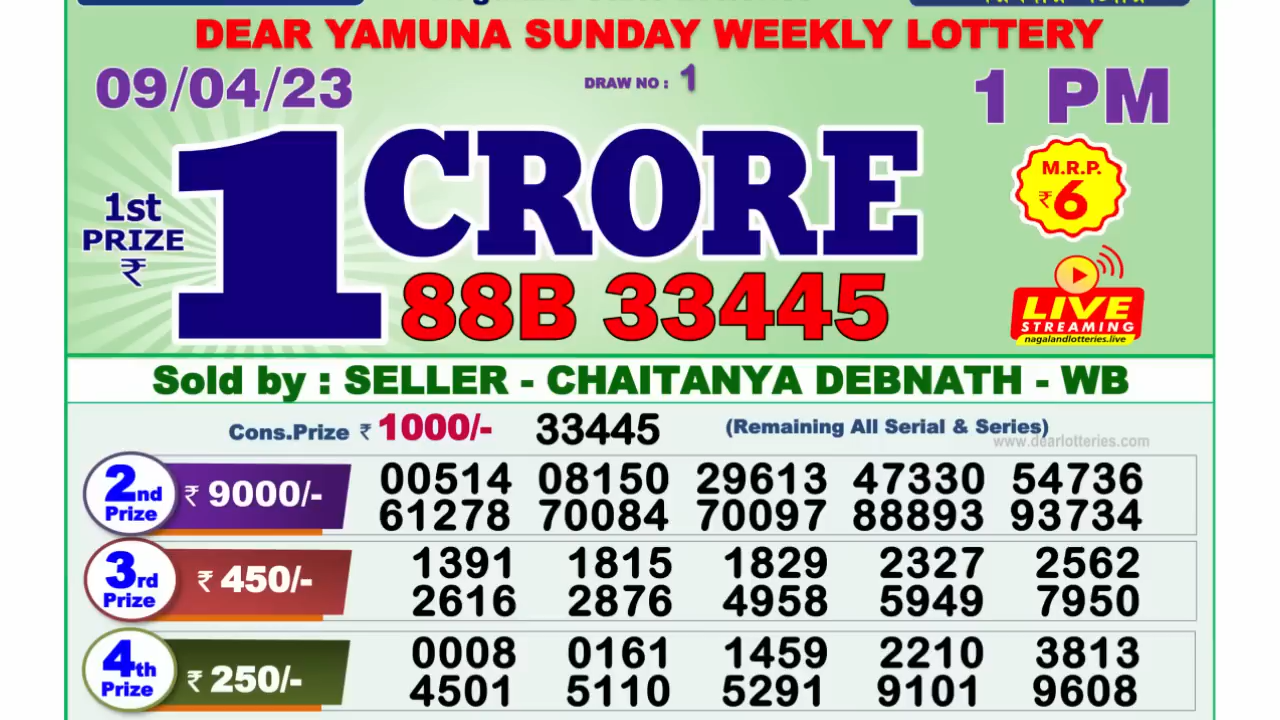 DEAR YAMUNA SUNDAY WEEKLY LOTTERY
09/04/23
DRAW NO : 1
1 PM
1st
PRIZE
₹
1 CRORE
88B 33445
M.R.P.
₹6
LIVE
STREAMING
nagalandlotteries.live
Sold by : SELLER - CHAITANYA DEBNATH - WB
Cons.Prize ₹ 1000/- 33445 (Remaining All Serial & Series)
www.dearlotteries.com
2nd Prize ₹ 9000/-
00514 08150 29613 47330 54736
61278 70084 70097 88893 93734
3rd Prize ₹ 450/-
1391 1815 1829 2327 2562
2616 2876 4958 5949 7950
4th Prize ₹ 250/-
0008 0161 1459 2210 3813
4501 5110 5291 9101 9608